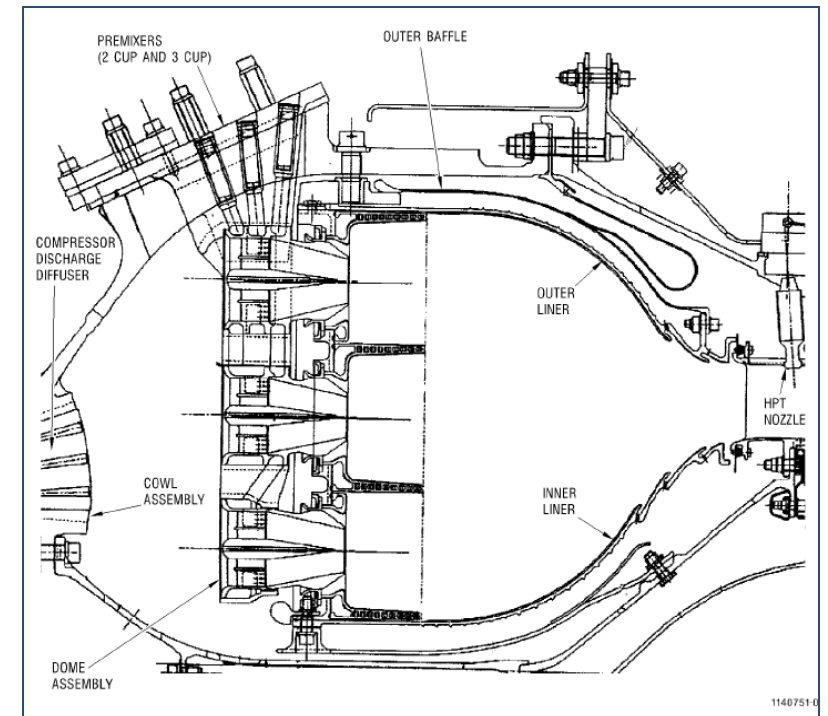 PREMIXERS
(2 CUP AND 3 CUP)
OUTER BAFFLE
COMPRESSOR
DISCHARGE
DIFFUSER
OUTER
LINER
HPT
NOZZLE
COWL
ASSEMBLY
INNER
LINER
DOME
ASSEMBLY
1140751-0